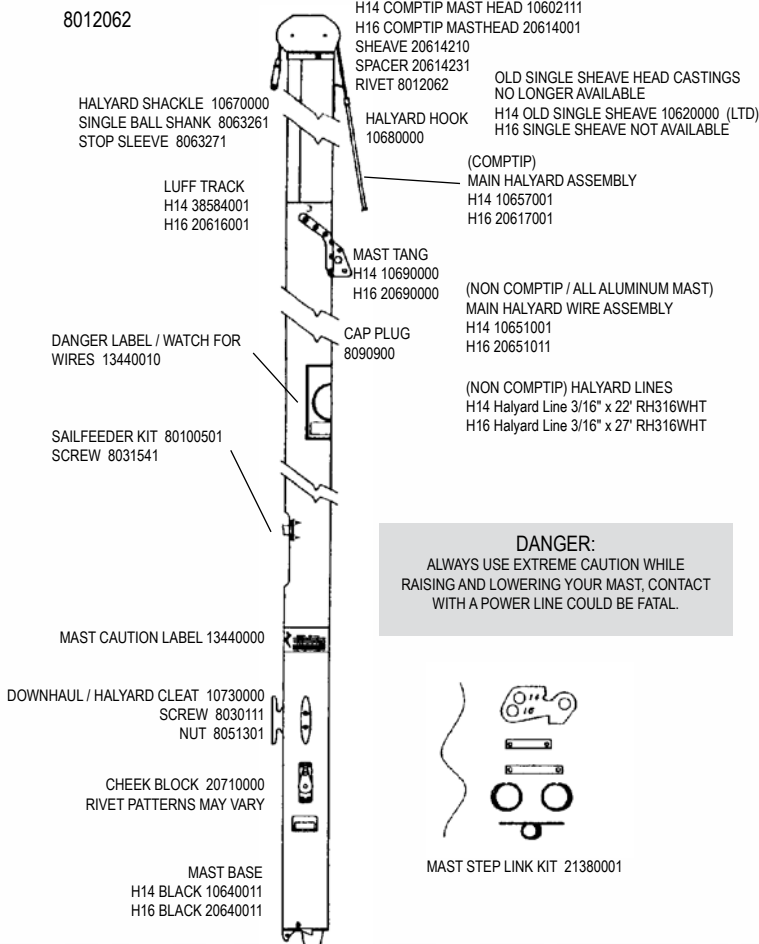 8012062
H14 COMPTIP MAST HEAD 10602111
H16 COMPTIP MASTHEAD 20614001
SHEAVE 20614210
SPACER 20614231
RIVET 8012062
OLD SINGLE SHEAVE HEAD CASTINGS
NO LONGER AVAILABLE
H14 OLD SINGLE SHEAVE 10620000 (LTD)
H16 SINGLE SHEAVE NOT AVAILABLE
HALYARD SHACKLE 10670000
SINGLE BALL SHANK 8063261
STOP SLEEVE 8063271
HALYARD HOOK
10680000
(COMPTIP)
MAIN HALYARD ASSEMBLY
H14 10657001
H16 20617001
LUFF TRACK
H14 38584001
H16 20616001
MAST TANG
H14 10690000
H16 20690000
(NON COMPTIP / ALL ALUMINUM MAST)
MAIN HALYARD WIRE ASSEMBLY
H14 10651001
H16 20651011
CAP PLUG
8090900
DANGER LABEL / WATCH FOR
WIRES 13440010
(NON COMPTIP) HALYARD LINES
H14 Halyard Line 3/16" x 22' RH316WHT
H16 Halyard Line 3/16" x 27' RH316WHT
SAILFEEDER KIT 80100501
SCREW 8031541
DANGER:
ALWAYS USE EXTREME CAUTION WHILE
RAISING AND LOWERING YOUR MAST, CONTACT
WITH A POWER LINE COULD BE FATAL.
MAST CAUTION LABEL 13440000
DOWNHAUL / HALYARD CLEAT 10730000
SCREW 8030111
NUT 8051301
CHEEK BLOCK 20710000
RIVET PATTERNS MAY VARY
MAST STEP LINK KIT 21380001
MAST BASE
H14 BLACK 10640011
H16 BLACK 20640011